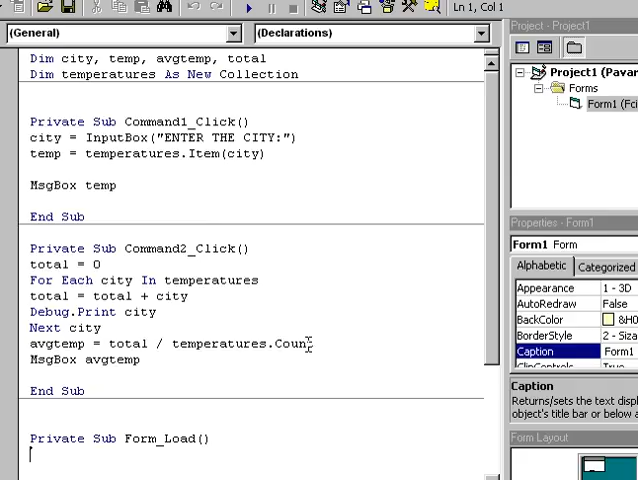 Ln 1, Col 1
(General)
(Declarations)
Dim city, temp, avgtemp, total
Dim temperatures As New Collection
Private Sub Command1_Click()
city = InputBox("ENTER THE CITY:")
temp = temperatures.Item(city)
MsgBox temp
End Sub
Private Sub Command2_Click()
total = 0
For Each city In temperatures
total = total + city
Debug.Print city
Next city
avgtemp = total / temperatures.Coun
MsgBox avgtemp
End Sub
Private Sub Form_Load()
Project - Project1
Project1 (Pavar
Forms
Form1 (Fci
Properties - Form1
Form1 Form
Alphabetic
Categorized
Appearance 1 - 3D
AutoRedraw False
BackColor &H0
BorderStyle 2 - Siza
Caption Form1
ClipControls True
Caption
Returns/sets the text displ
object's title bar or below a
Form Layout